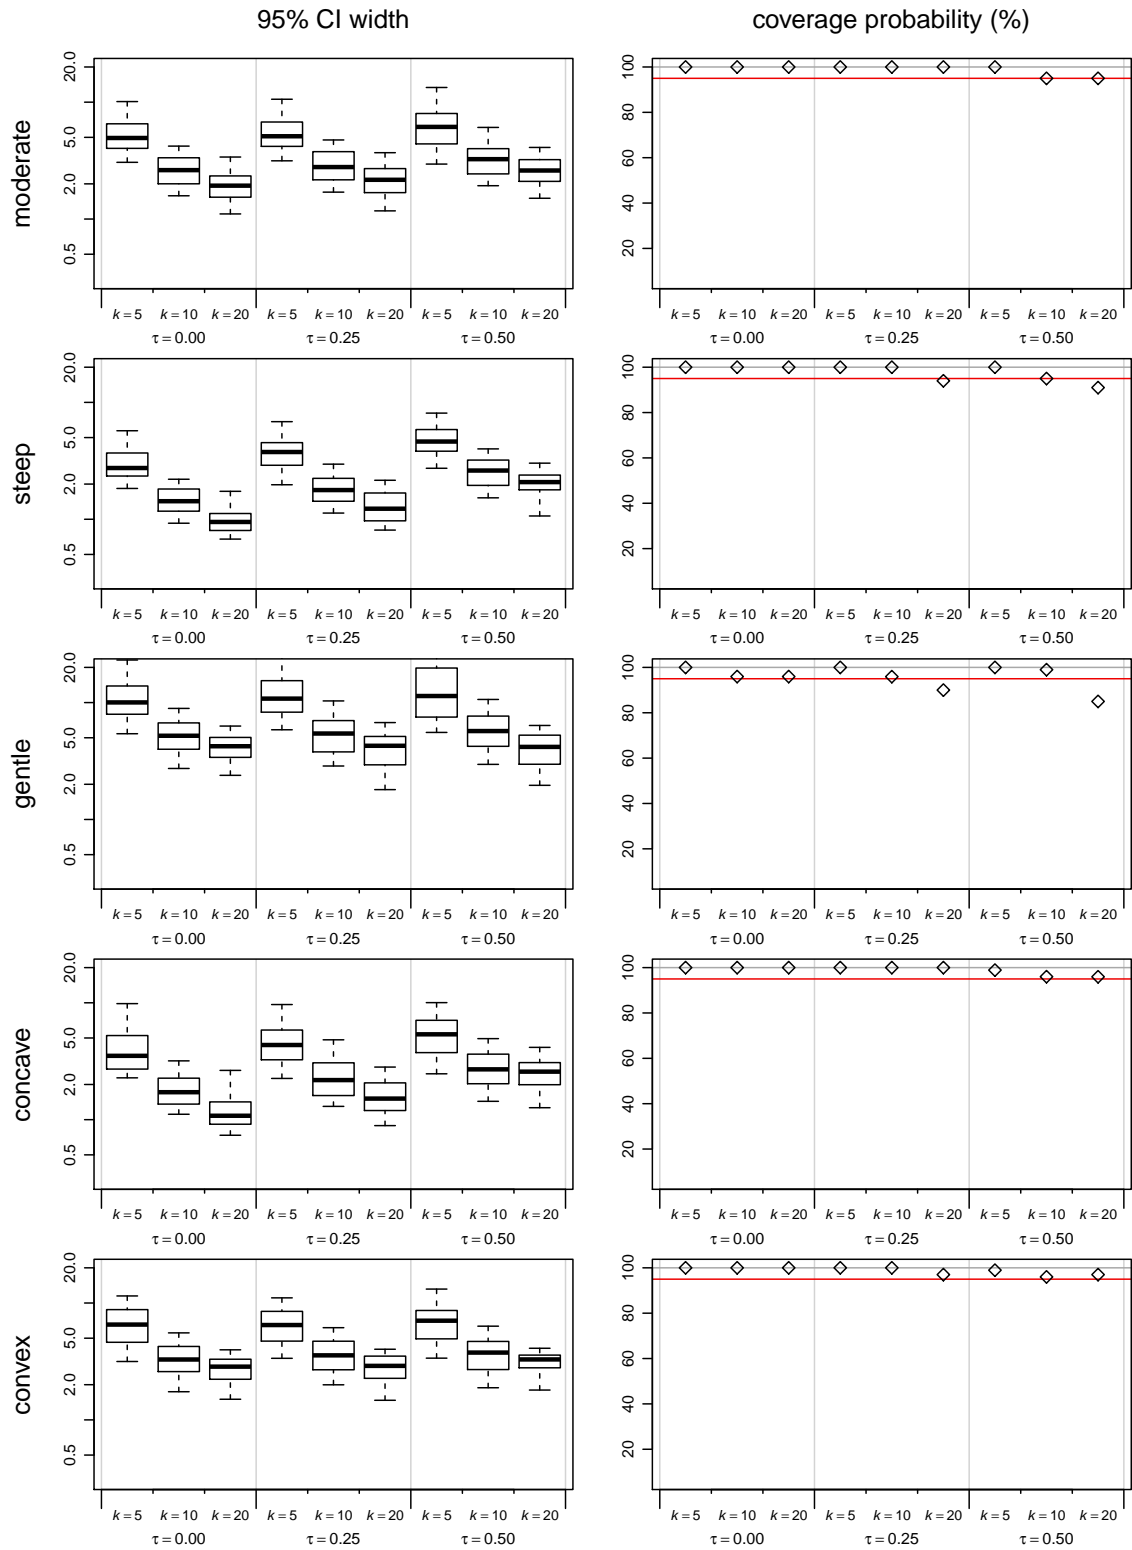 95% CI width coverage probability (%)
moderate
20.0
5.0
2.0
0.5
100
80
60
40
20
k = 5 k = 10 k = 20 k = 5 k = 10 k = 20 k = 5 k = 10 k = 20
τ = 0.00 τ = 0.25 τ = 0.50
k = 5 k = 10 k = 20 k = 5 k = 10 k = 20 k = 5 k = 10 k = 20
τ = 0.00 τ = 0.25 τ = 0.50
steep
20.0
5.0
2.0
0.5
100
80
60
40
20
k = 5 k = 10 k = 20 k = 5 k = 10 k = 20 k = 5 k = 10 k = 20
τ = 0.00 τ = 0.25 τ = 0.50
k = 5 k = 10 k = 20 k = 5 k = 10 k = 20 k = 5 k = 10 k = 20
τ = 0.00 τ = 0.25 τ = 0.50
gentle
20.0
5.0
2.0
0.5
100
80
60
40
20
k = 5 k = 10 k = 20 k = 5 k = 10 k = 20 k = 5 k = 10 k = 20
τ = 0.00 τ = 0.25 τ = 0.50
k = 5 k = 10 k = 20 k = 5 k = 10 k = 20 k = 5 k = 10 k = 20
τ = 0.00 τ = 0.25 τ = 0.50
concave
20.0
5.0
2.0
0.5
100
80
60
40
20
k = 5 k = 10 k = 20 k = 5 k = 10 k = 20 k = 5 k = 10 k = 20
τ = 0.00 τ = 0.25 τ = 0.50
k = 5 k = 10 k = 20 k = 5 k = 10 k = 20 k = 5 k = 10 k = 20
τ = 0.00 τ = 0.25 τ = 0.50
convex
20.0
5.0
2.0
0.5
100
80
60
40
20
k = 5 k = 10 k = 20 k = 5 k = 10 k = 20 k = 5 k = 10 k = 20
τ = 0.00 τ = 0.25 τ = 0.50
k = 5 k = 10 k = 20 k = 5 k = 10 k = 20 k = 5 k = 10 k = 20
τ = 0.00 τ = 0.25 τ = 0.50